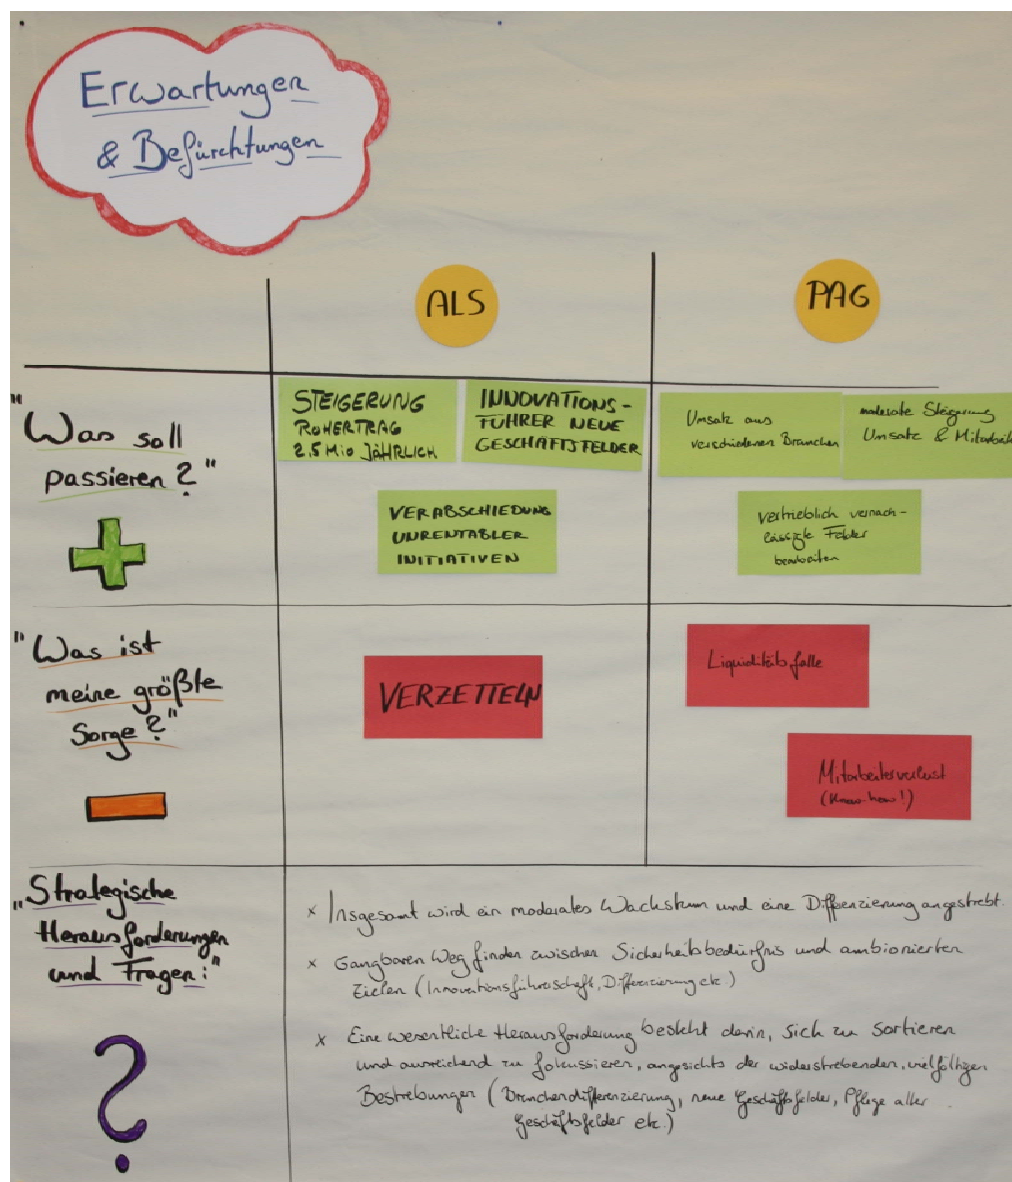 Erwartungen
& Befürchtungen
ALS
PAG
"Was soll
passieren?"
STEIGERUNG
ROHERTRAG
2,5 Mio JÄHRLICH
INNOVATIONS-
FÜHRER NEUE
GESCHÄFTSFELDER
VERABSCHIEDUNG
UNRENTABLER
INITIATIVEN
Umsatz aus
verschiedenen Branchen
moderate Steigerung
Umsatz & Mitarbeit
vertrieblich vernach-
lässigte Felder
bearbeiten
"Was ist
meine größte
Sorge?"
VERZETTELN
Liquiditätsfalle
Mitarbeiterverlust
(Know-how!)
"Strategische
Herausforderungen
und Fragen:"
x Insgesamt wird ein moderates Wachstum und eine Differenzierung angestrebt.
x Gangbaren Weg finden zwischen Sicherheitsbedürfnis und ambionierten
Zielen (Innovationsführerschaft, Differenzierung etc.)
x Eine wesentliche Herausforderung besteht darin, sich zu sortieren
und ausreichend zu fokussieren, angesichts der widerstrebenden, vielfältigen
Bestrebungen (Branchendifferenzierung, neue Geschäftsfelder, Pflege aller
Geschäftsfelder etc.)
?